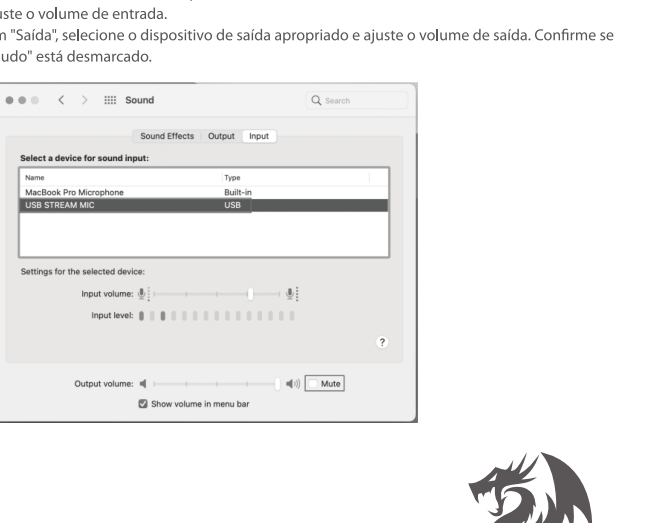 uste o volume de entrada.
m "Saída", selecione o dispositivo de saída apropriado e ajuste o volume de saída. Confirme se
udo" está desmarcado.
Sound
Search
Sound Effects Output Input
Select a device for sound input:
Name Type
MacBook Pro Microphone Built-in
USB STREAM MIC USB
Settings for the selected device:
Input volume:
Input level:
?
Output volume: Mute
Show volume in menu bar